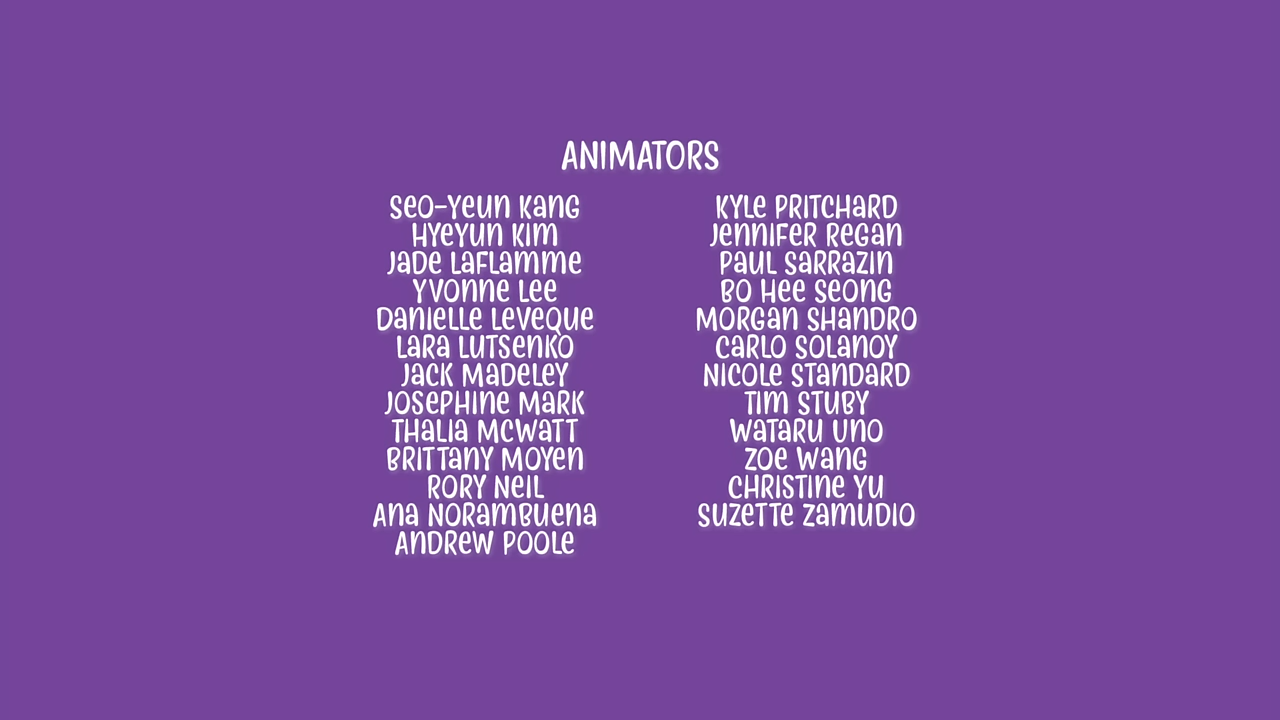 ANIMATORS
Seo-Yeun Kang
Hyeyun Kim
Jade Laflamme
Yvonne Lee
Danielle Leveque
Lara Lutsenko
Jack Madeley
Josephine Mark
Thalia McWatt
Brittany Moyen
Rory Neil
Ana Norambuena
Andrew Poole
Kyle Pritchard
Jennifer Regan
Paul Sarrazin
Bo Hee Seong
Morgan Shandro
Carlo Solanoy
Nicole Standard
Tim Stuby
Wataru Uno
Zoe Wang
Christine Yu
Suzette Zamudio